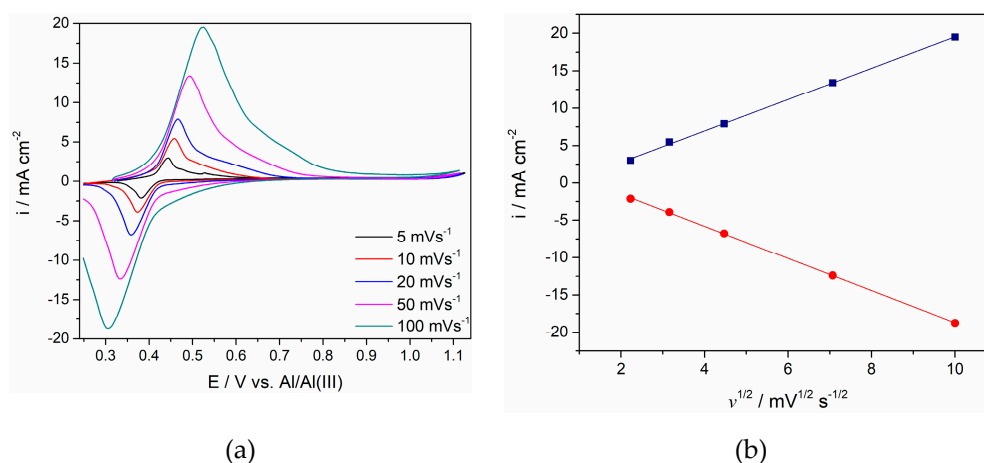 20
15
10
5
0
-5
-10
-15
-20
i / mA cm⁻²
0.3 0.4 0.5 0.6 0.7 0.8 0.9 1.0 1.1
E / V vs. Al/Al(III)
5 mVs⁻¹
10 mVs⁻¹
20 mVs⁻¹
50 mVs⁻¹
100 mVs⁻¹
(a)
20
15
10
5
0
-5
-10
-15
-20
i / mA cm⁻²
2 4 6 8 10
ν¹/² / mV¹/² s⁻¹/²
(b)